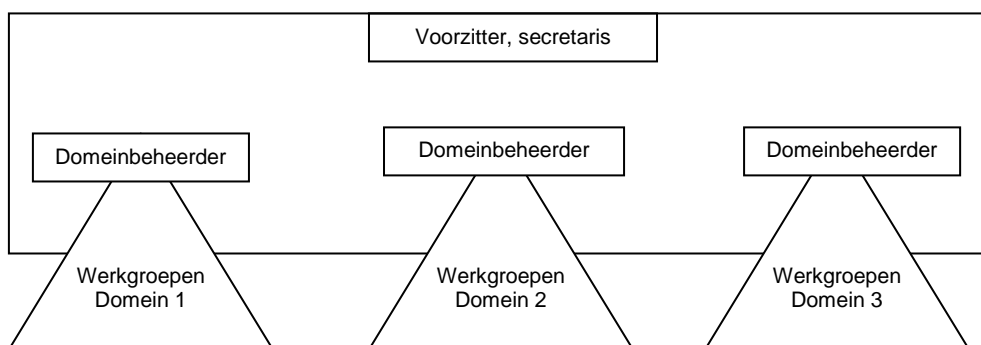 Voorzitter, secretaris
Domeinbeheerder
Domeinbeheerder
Domeinbeheerder
Werkgroepen
Domein 1
Werkgroepen
Domein 2
Werkgroepen
Domein 3